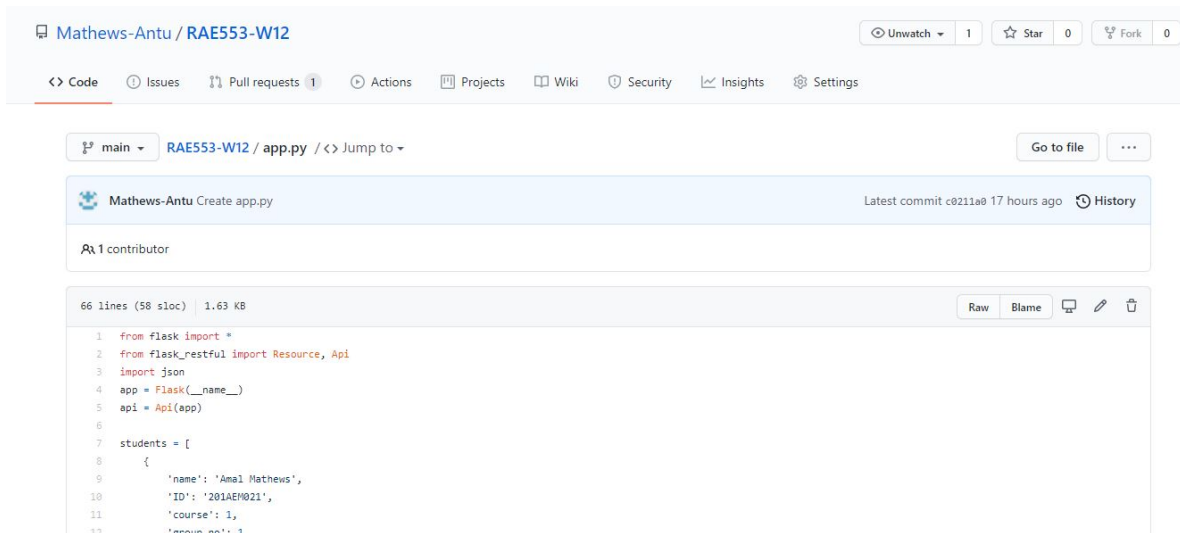 Mathews-Antu / RAE553-W12
Unwatch 1 Star 0 Fork 0
Code Issues Pull requests 1 Actions Projects Wiki Security Insights Settings
main RAE553-W12 / app.py / <> Jump to Go to file ...
Mathews-Antu Create app.py Latest commit c0211a0 17 hours ago History
1 contributor
66 lines (58 sloc) 1.63 KB Raw Blame
1 from flask import *
2 from flask_restful import Resource, Api
3 import json
4 app = Flask(__name__)
5 api = Api(app)
6
7 students = [
8 {
9 'name': 'Amal Mathews',
10 'ID': '201AEM021',
11 'course': 1,
12 'group_no': 1